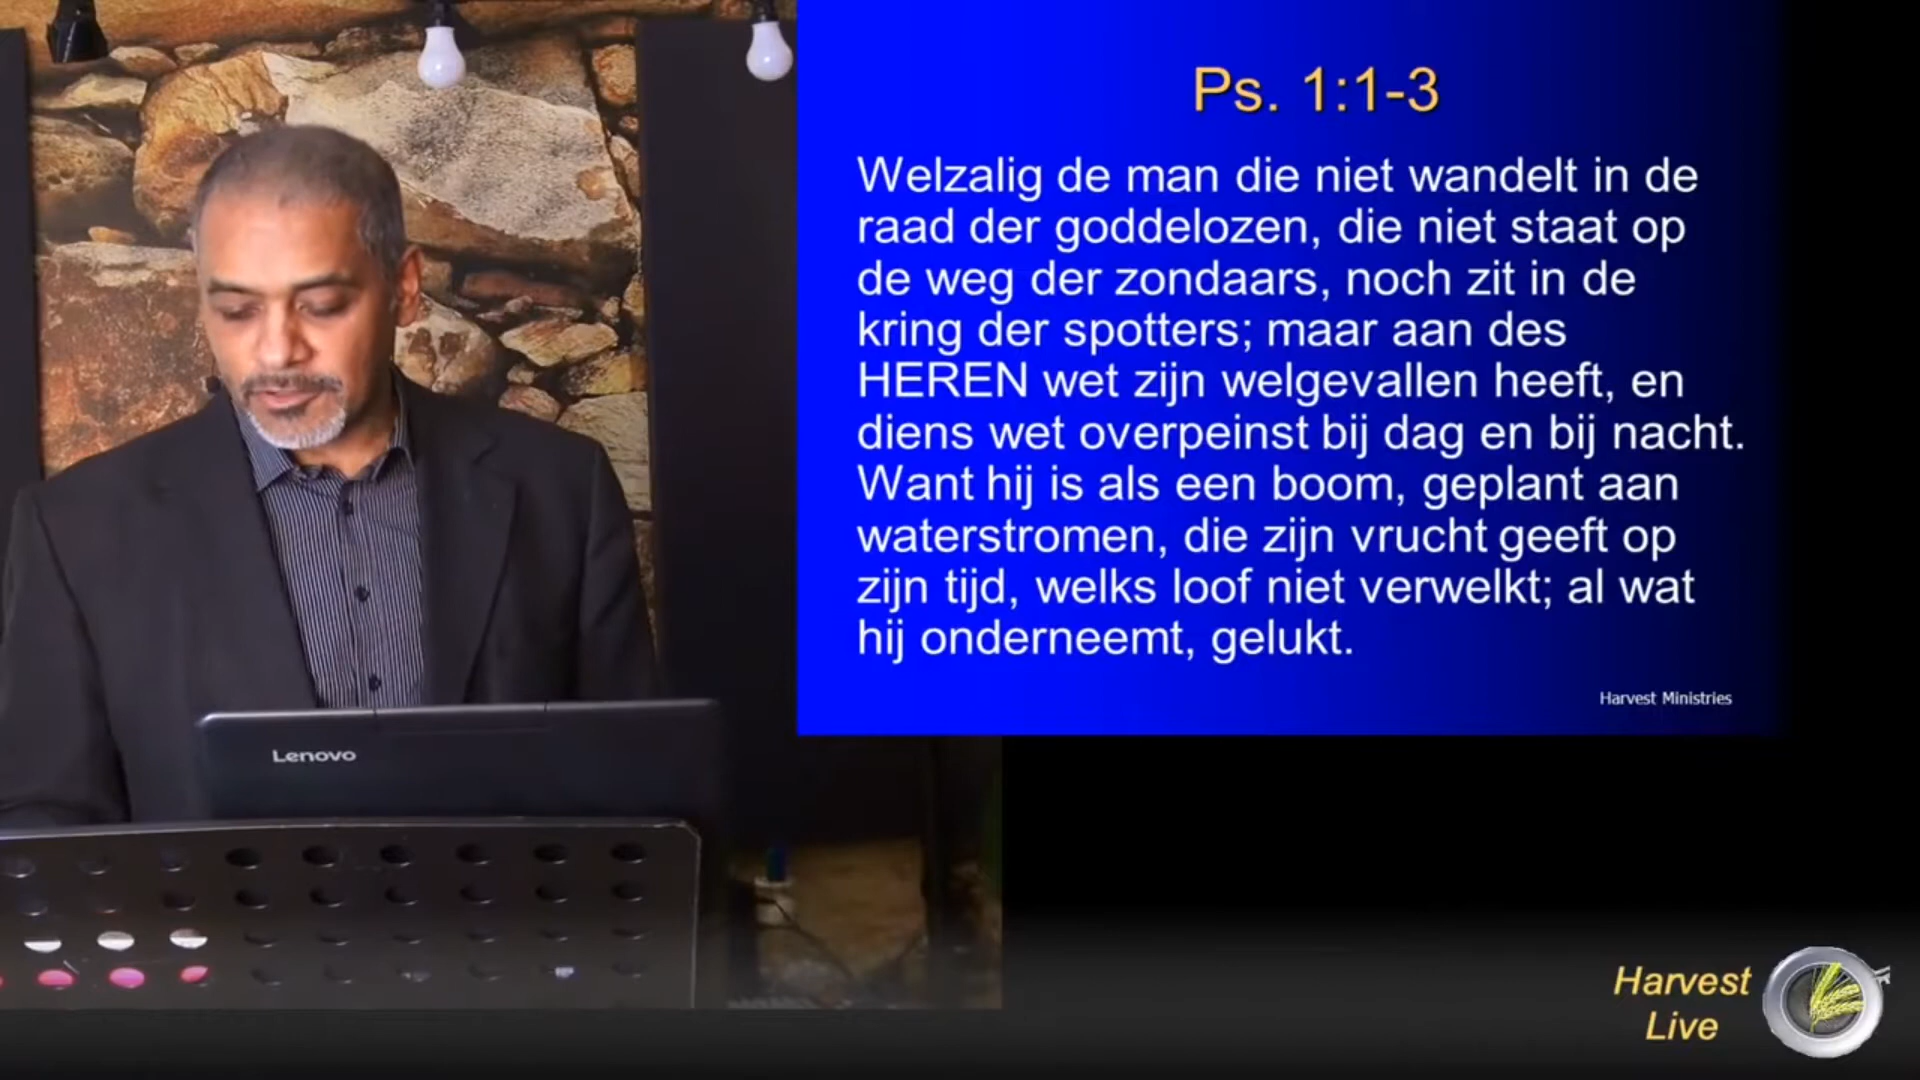 Ps. 1:1-3
Welzalig de man die niet wandelt in de
raad der goddelozen, die niet staat op
de weg der zondaars, noch zit in de
kring der spotters; maar aan des
HEREN wet zijn welgevallen heeft, en
diens wet overpeinst bij dag en bij nacht.
Want hij is als een boom, geplant aan
waterstromen, die zijn vrucht geeft op
zijn tijd, welks loof niet verwelkt; al wat
hij onderneemt, gelukt.
Harvest Ministries
Lenovo
Harvest
Live